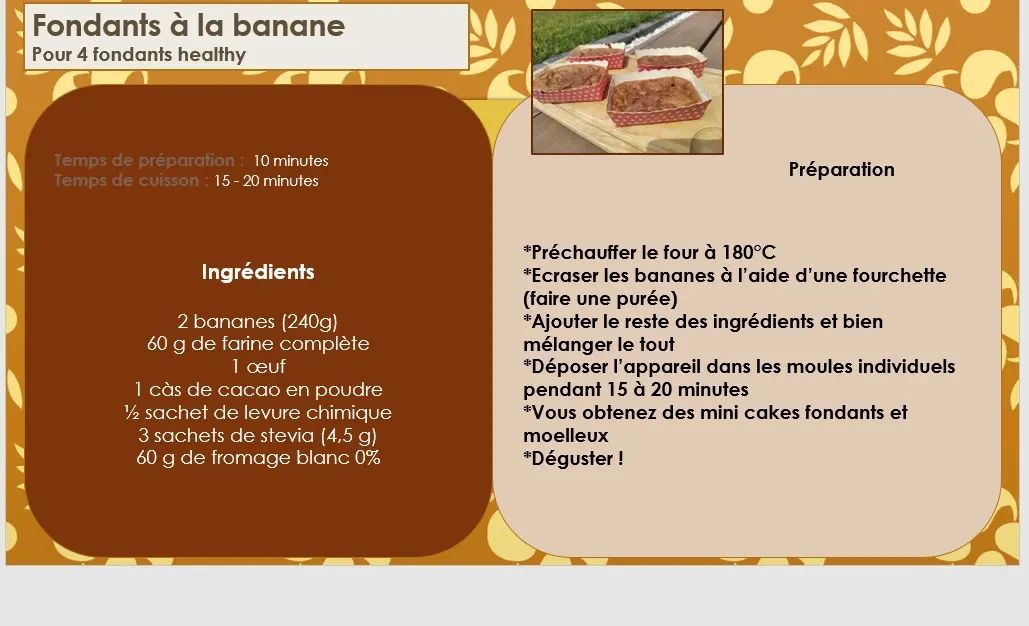 Fondants à la banane
Pour 4 fondants healthy
Temps de préparation : 10 minutes
Temps de cuisson : 15 - 20 minutes
Ingrédients
2 bananes (240g)
60 g de farine complète
1 œuf
1 càs de cacao en poudre
½ sachet de levure chimique
3 sachets de stevia (4,5 g)
60 g de fromage blanc 0%
Préparation
*Préchauffer le four à 180°C
*Ecraser les bananes à l’aide d’une fourchette
(faire une purée)
*Ajouter le reste des ingrédients et bien
mélanger le tout
*Déposer l’appareil dans les moules individuels
pendant 15 à 20 minutes
*Vous obtenez des mini cakes fondants et
moelleux
*Déguster !